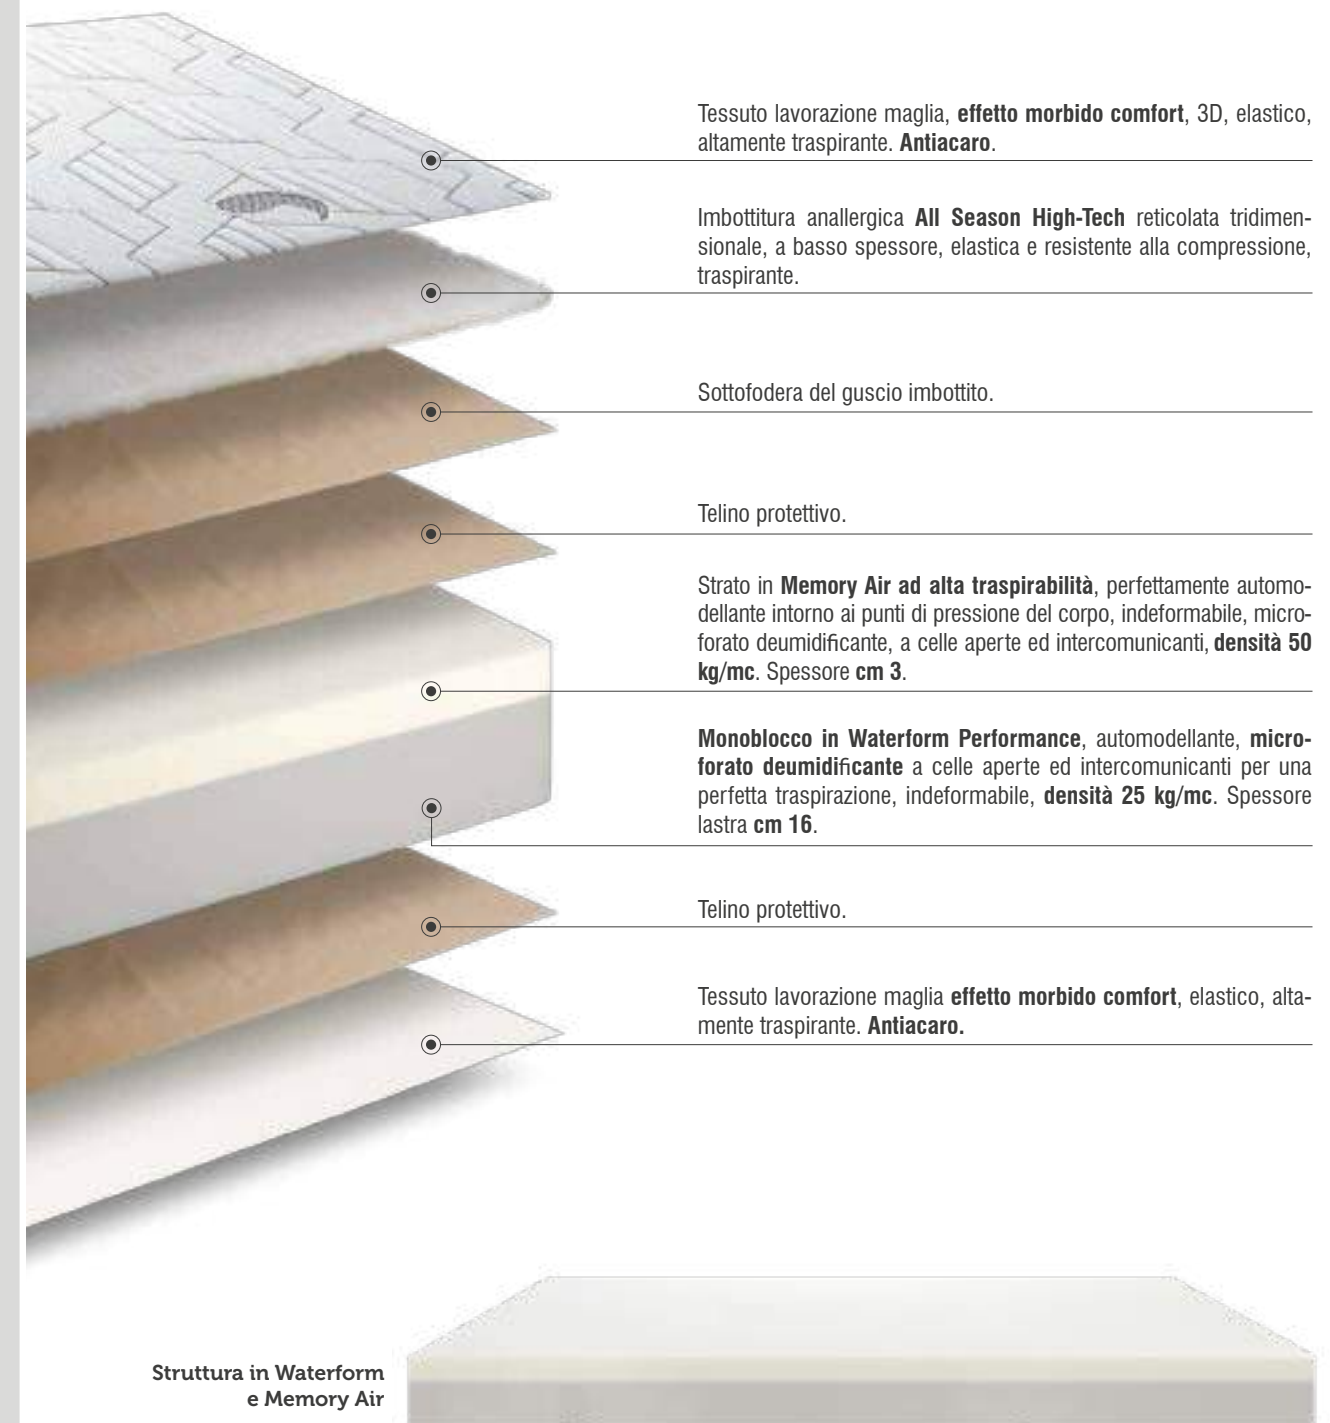 Tessuto lavorazione maglia, effetto morbido comfort, 3D, elastico,
altamente traspirante. Antiacaro.
Imbottitura anallergica All Season High-Tech reticolata tridimen-
sionale, a basso spessore, elastica e resistente alla compressione,
traspirante.
Sottofodera del guscio imbottito.
Telino protettivo.
Strato in Memory Air ad alta traspirabilità, perfettamente automo-
dellante intorno ai punti di pressione del corpo, indeformabile, micro-
forato deumidificante, a celle aperte ed intercomunicanti, densità 50
kg/mc. Spessore cm 3.
Monoblocco in Waterform Performance, automodellante, micro-
forato deumidificante a celle aperte ed intercomunicanti per una
perfetta traspirazione, indeformabile, densità 25 kg/mc. Spessore
lastra cm 16.
Telino protettivo.
Tessuto lavorazione maglia effetto morbido comfort, elastico, alta-
mente traspirante. Antiacaro.
Struttura in Waterform
e Memory Air